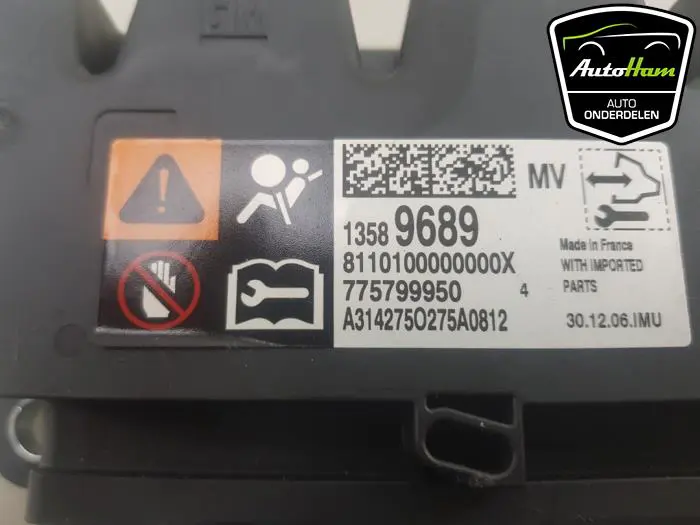 AutoHam
AUTO
ONDERDELEN
MV
1358 9689
8110100000000X
775799950 4
A314275O275A0812
Made in France
WITH IMPORTED
PARTS
30.12.06.IMU